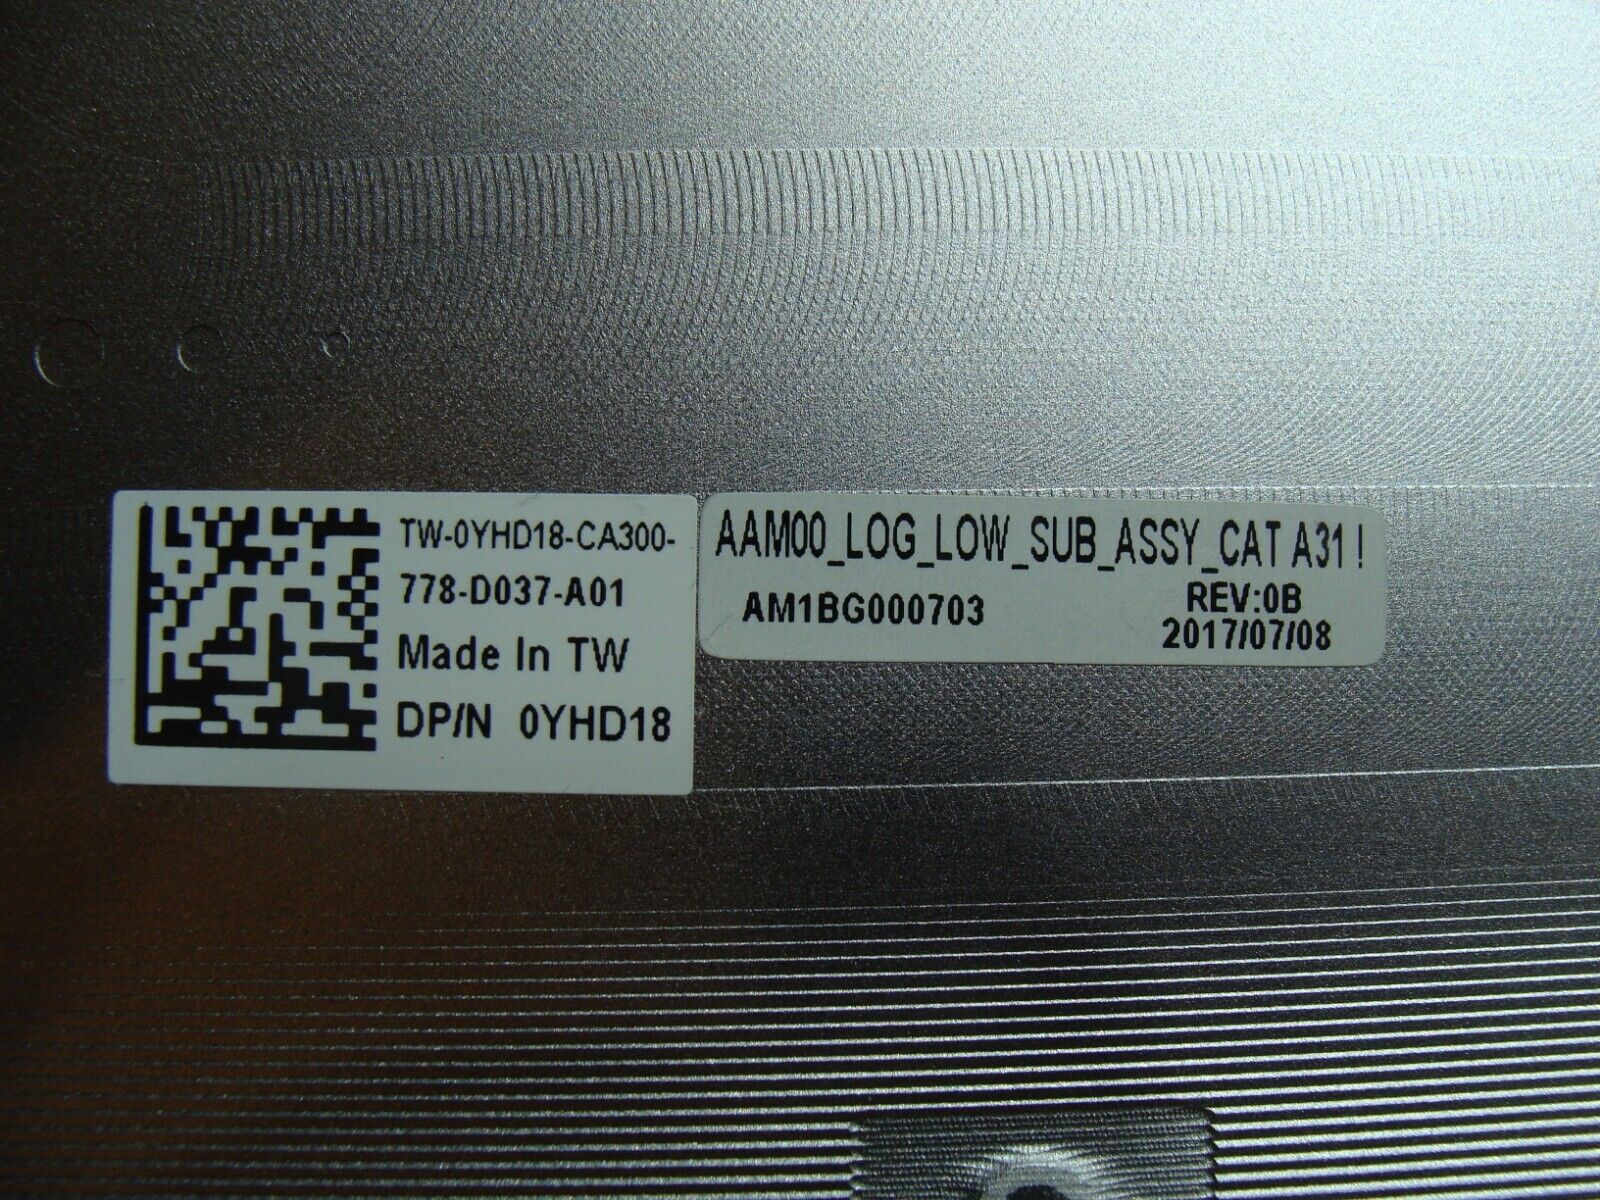 TW-0YHD18-CA300-
778-D037-A01
Made In TW
DP/N 0YHD18
AAM00_LOG_LOW_SUB_ASSY_CAT A31 !
AM1BG000703
REV:0B
2017/07/08